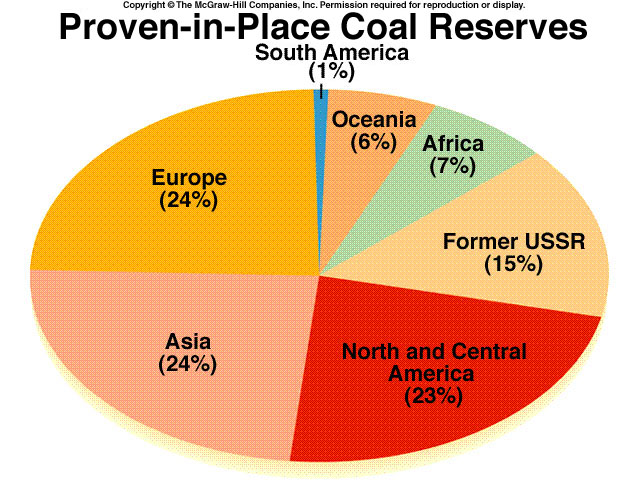 Copyright © The McGraw-Hill Companies, Inc. Permission required for reproduction or display.
Proven-in-Place Coal Reserves
South America
(1%)
Oceania
(6%)
Africa
(7%)
Europe
(24%)
Former USSR
(15%)
Asia
(24%)
North and Central
America
(23%)